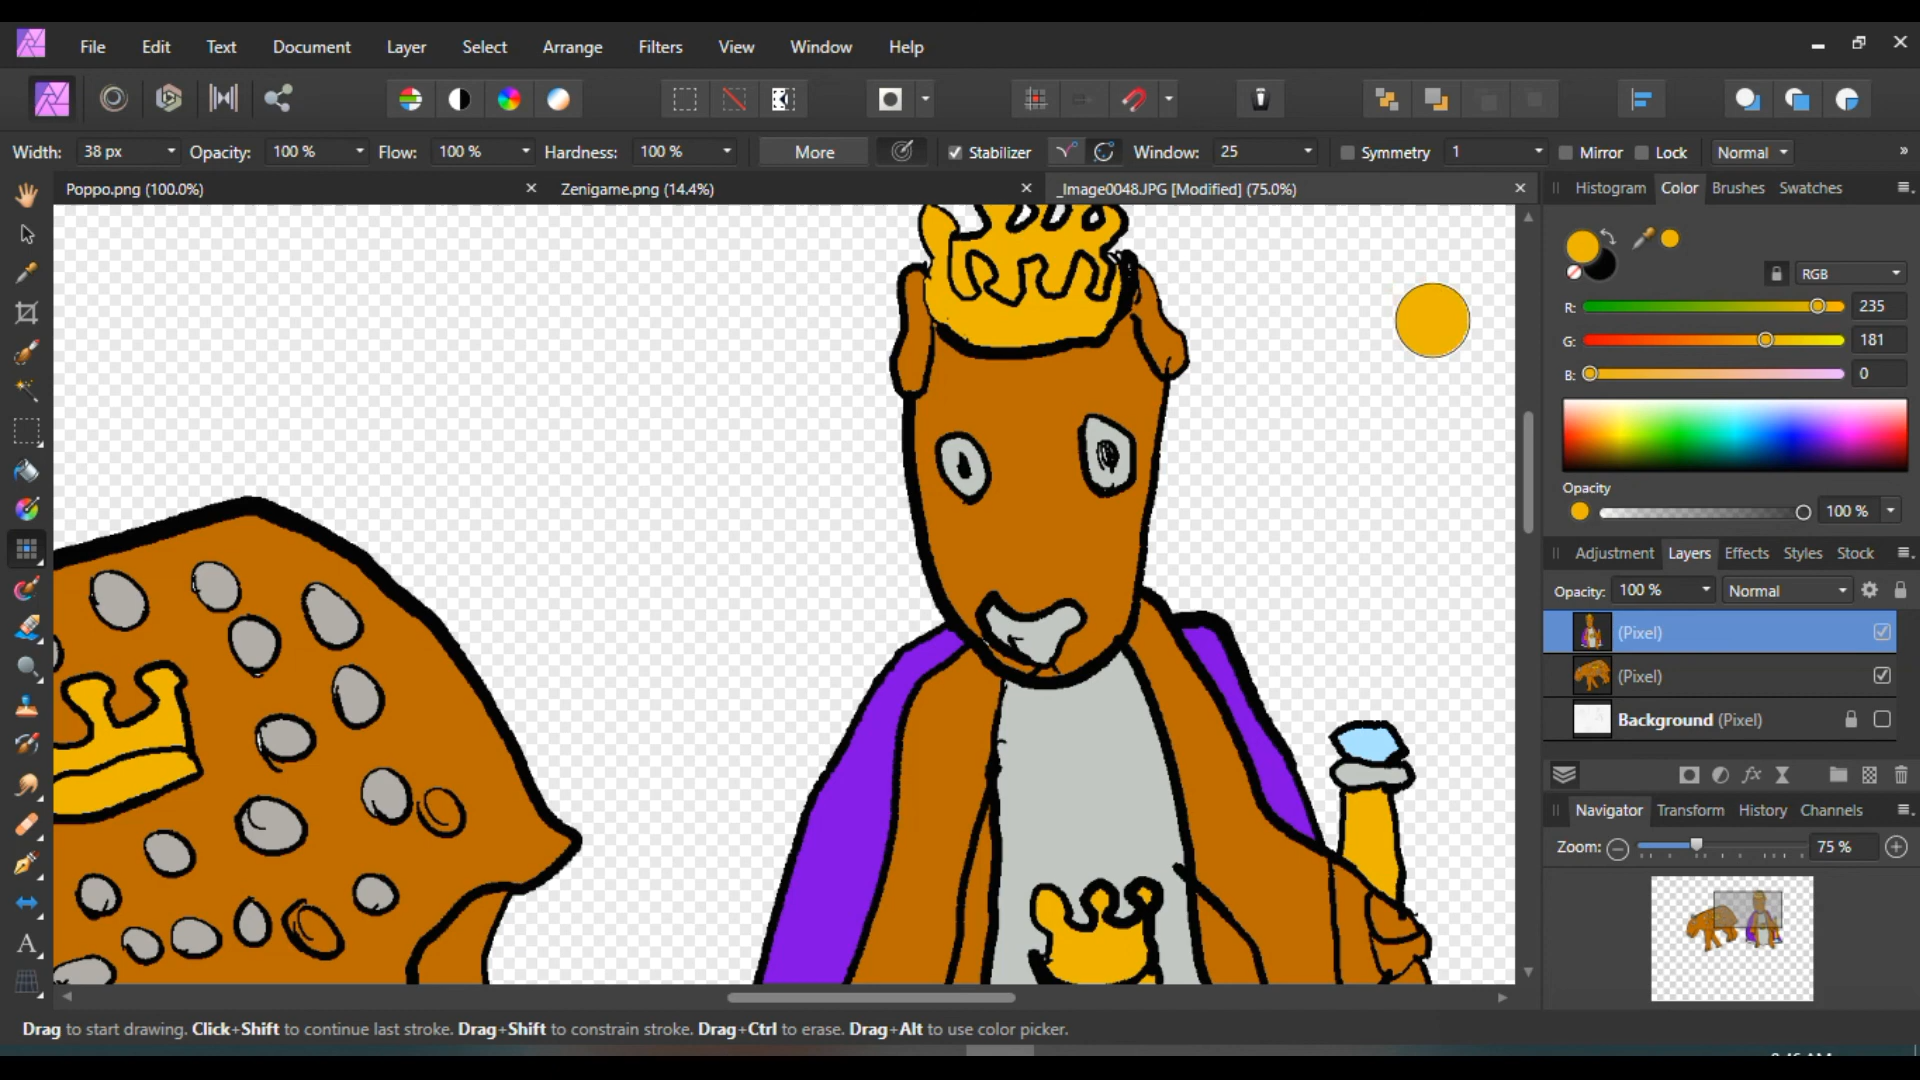 File Edit Text Document Layer Select Arrange Filters View Window Help
Width: 38 px Opacity: 100 % Flow: 100 % Hardness: 100 % More Stabilizer Window: 25 Symmetry 1 Mirror Lock Normal »
Poppo.png (100.0%) Zenigame.png (14.4%) _Image0048.JPG [Modified] (75.0%)
Histogram Color Brushes Swatches
RGB
R: 235
G: 181
B: 0
Opacity
100 %
Adjustment Layers Effects Styles Stock
Opacity: 100 % Normal
(Pixel)
(Pixel)
Background (Pixel)
Navigator Transform History Channels
Zoom: 75 %
Drag to start drawing. Click+Shift to continue last stroke. Drag+Shift to constrain stroke. Drag+Ctrl to erase. Drag+Alt to use color picker.